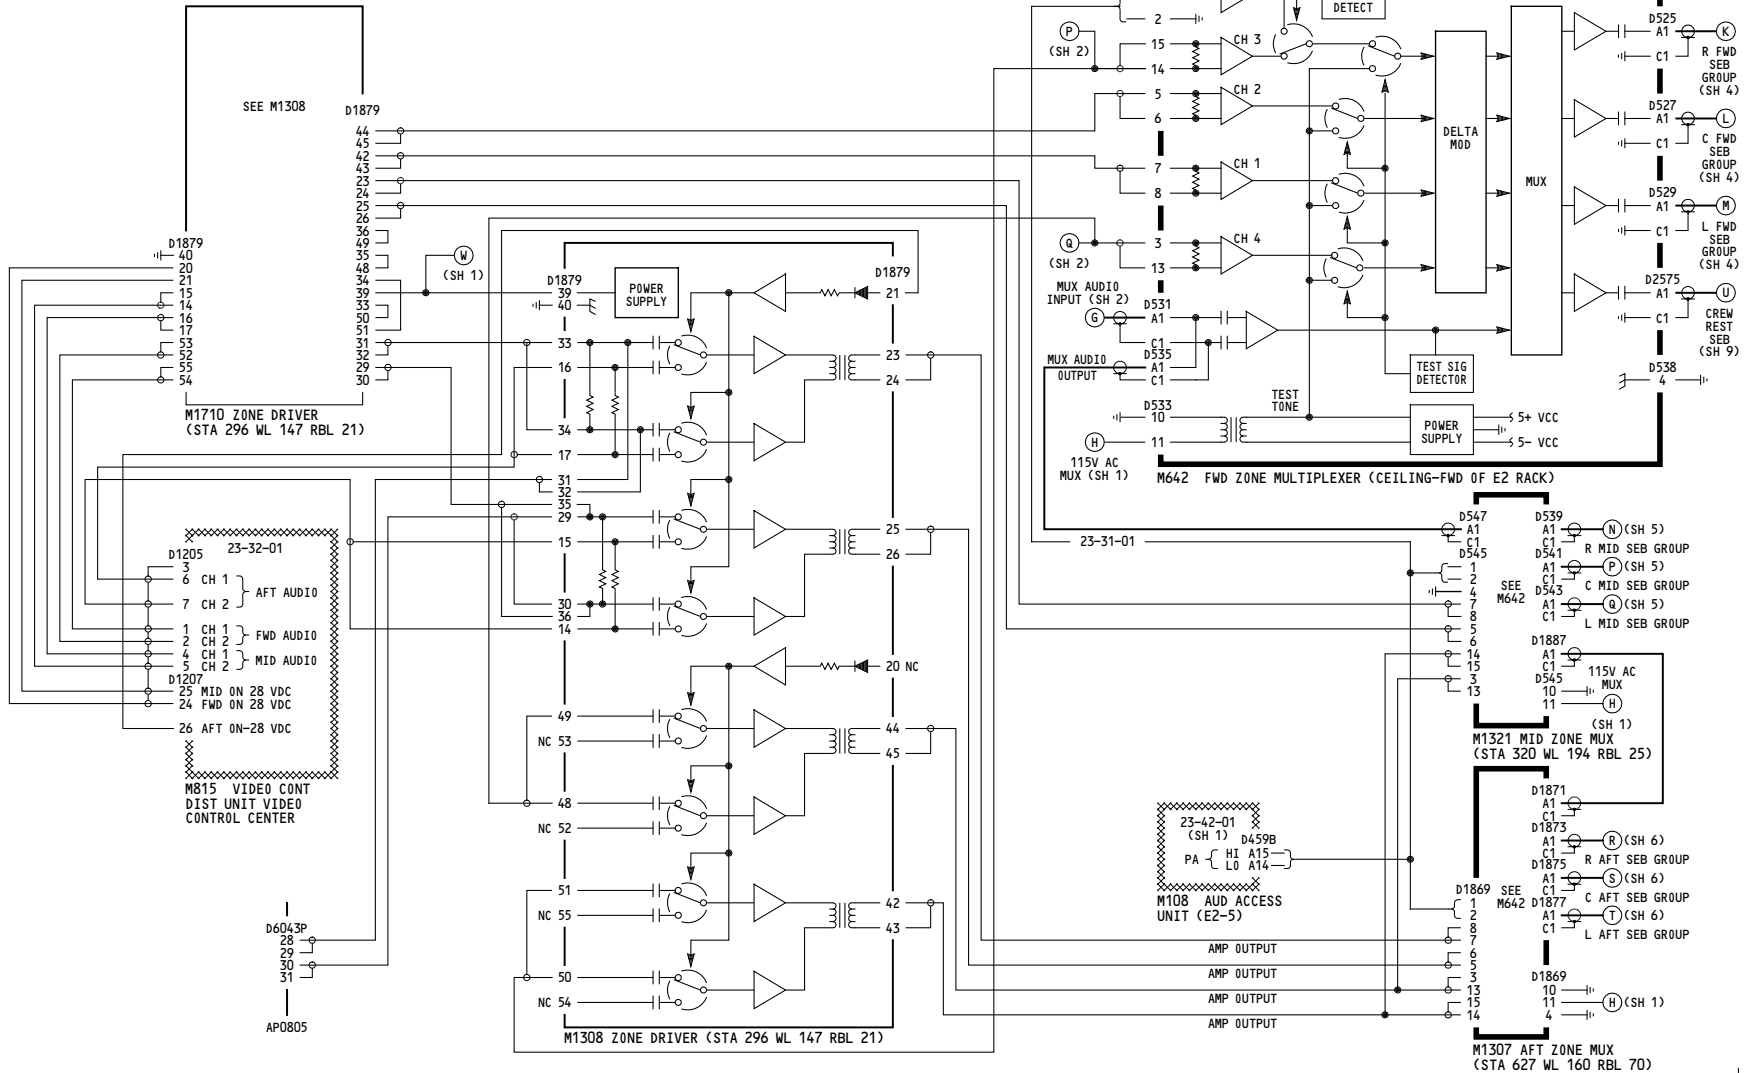 SEE M1308
D1879
44
45
42
43
23
24
25
26
36
49
35
48
34
39
33
50
51
31
32
29
30
D1879
40
20
21
15
14
16
17
53
52
55
54
M1710 ZONE DRIVER
(STA 296 WL 147 RBL 21)
W
(SH 1)
23-32-01
D1205
3
6 CH 1
7 CH 2
AFT AUDIO
1 CH 1
2 CH 2
FWD AUDIO
4 CH 1
5 CH 2
MID AUDIO
D1207
25 MID ON 28 VDC
24 FWD ON 28 VDC
26 AFT ON-28 VDC
M815 VIDEO CONT
DIST UNIT VIDEO
CONTROL CENTER
D6043P
28
29
30
31
AP0805
D1879
39
40
POWER
SUPPLY
D1879
21
33
16
34
17
31
32
35
29
15
30
36
14
23
24
25
26
20 NC
49
NC 53
48
NC 52
51
NC 55
50
NC 54
44
45
42
43
M1308 ZONE DRIVER (STA 296 WL 147 RBL 21)
DETECT
2
P
(SH 2)
15
14
CH 3
5
6
CH 2
7
8
CH 1
Q
(SH 2)
3
13
CH 4
MUX AUDIO
INPUT (SH 2)
G
D531
A1
C1
MUX AUDIO
OUTPUT
D535
A1
C1
D533
10
11
H
115V AC
MUX (SH 1)
TEST
TONE
DELTA
MOD
MUX
TEST SIG
DETECTOR
POWER
SUPPLY
5+ VCC
5- VCC
D525
A1
C1
K
R FWD
SEB
GROUP
(SH 4)
D527
A1
C1
L
C FWD
SEB
GROUP
(SH 4)
D529
A1
C1
M
L FWD
SEB
GROUP
(SH 4)
D2575
A1
C1
U
CREW
REST
SEB
(SH 9)
D538
4
M642 FWD ZONE MULTIPLEXER (CEILING-FWD OF E2 RACK)
23-31-01
D547
A1
C1
D545
1
2
4
7
8
5
6
14
15
3
13
SEE
M642
D539
A1
C1
N (SH 5)
R MID SEB GROUP
D541
A1
C1
P (SH 5)
C MID SEB GROUP
D543
A1
C1
Q (SH 5)
L MID SEB GROUP
D1887
A1
C1
D545
10
11
115V AC
MUX
H
(SH 1)
M1321 MID ZONE MUX
(STA 320 WL 194 RBL 25)
23-42-01
(SH 1)
D459B
PA
HI A15
LO A14
M108 AUD ACCESS
UNIT (E2-5)
AMP OUTPUT
AMP OUTPUT
AMP OUTPUT
AMP OUTPUT
D1869
1
2
8
7
6
5
3
13
15
14
SEE
M642
D1871
A1
C1
D1873
A1
C1
R (SH 6)
R AFT SEB GROUP
D1875
A1
C1
S (SH 6)
C AFT SEB GROUP
D1877
A1
C1
T (SH 6)
L AFT SEB GROUP
D1869
10
11
4
H (SH 1)
M1307 AFT ZONE MUX
(STA 627 WL 160 RBL 70)